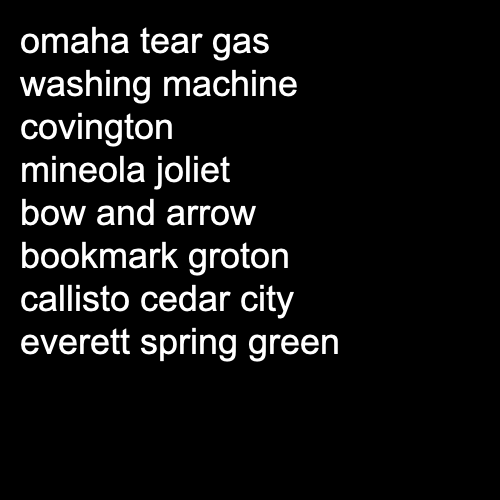 omaha tear gas
washing machine
covington
mineola joliet
bow and arrow
bookmark groton
callisto cedar city
everett spring green